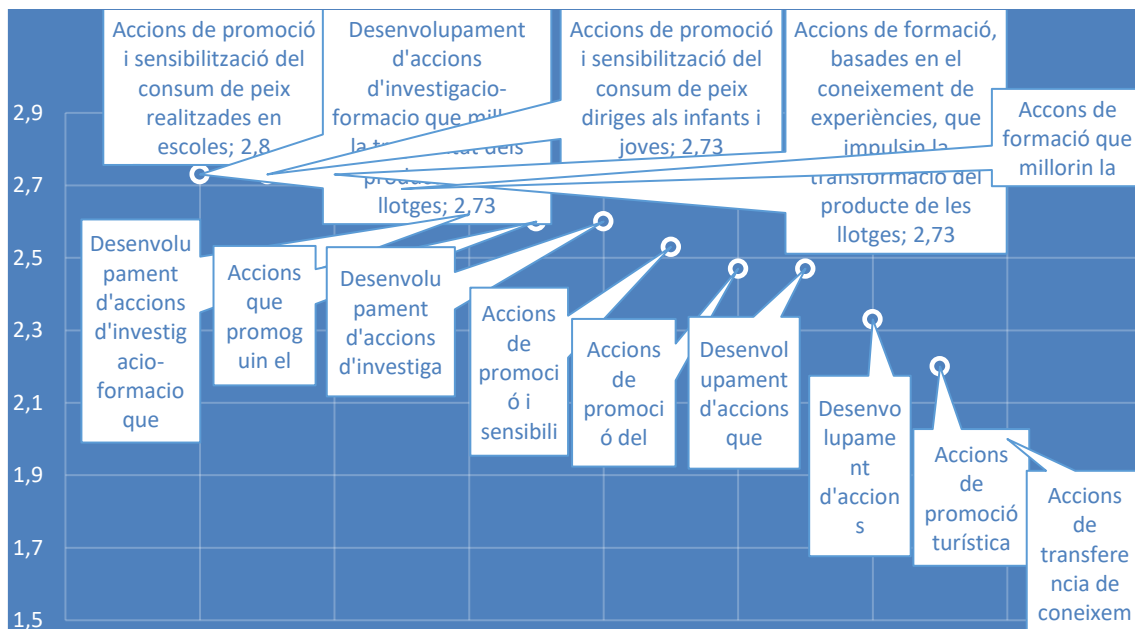 Accions de promoció
i sensibilització del
consum de peix
realitzades en
escoles; 2,8
Desenvolupament
d'accions
d'investigacio-
formacio que
la
dels
llotges; 2,73
Accions de promoció
i sensibilització del
consum de peix
diriges als infants i
joves; 2,73
Accions de formació,
basades en el
coneixement de
experiències, que
impulsin la
transformació del
producte de les
llotges; 2,73
Accons de
formació que
millorin la
2,9
2,7
2,5
2,3
2,1
1,9
1,7
1,5
Desenvolu
pament
d'accions
d'investig
acio-
formacio
que
Accions
que
promog
uin el
Desenvolu
pament
d'accions
d'investiga
Accions
de
promoci
ó i
sensibili
Accions
de
promoci
ó del
Desenvol
upament
d'accions
que
Desenvo
lupame
nt
d'accion
s
Accions
de
promoció
turística
Accions
de
transfere
ncia de
coneixem